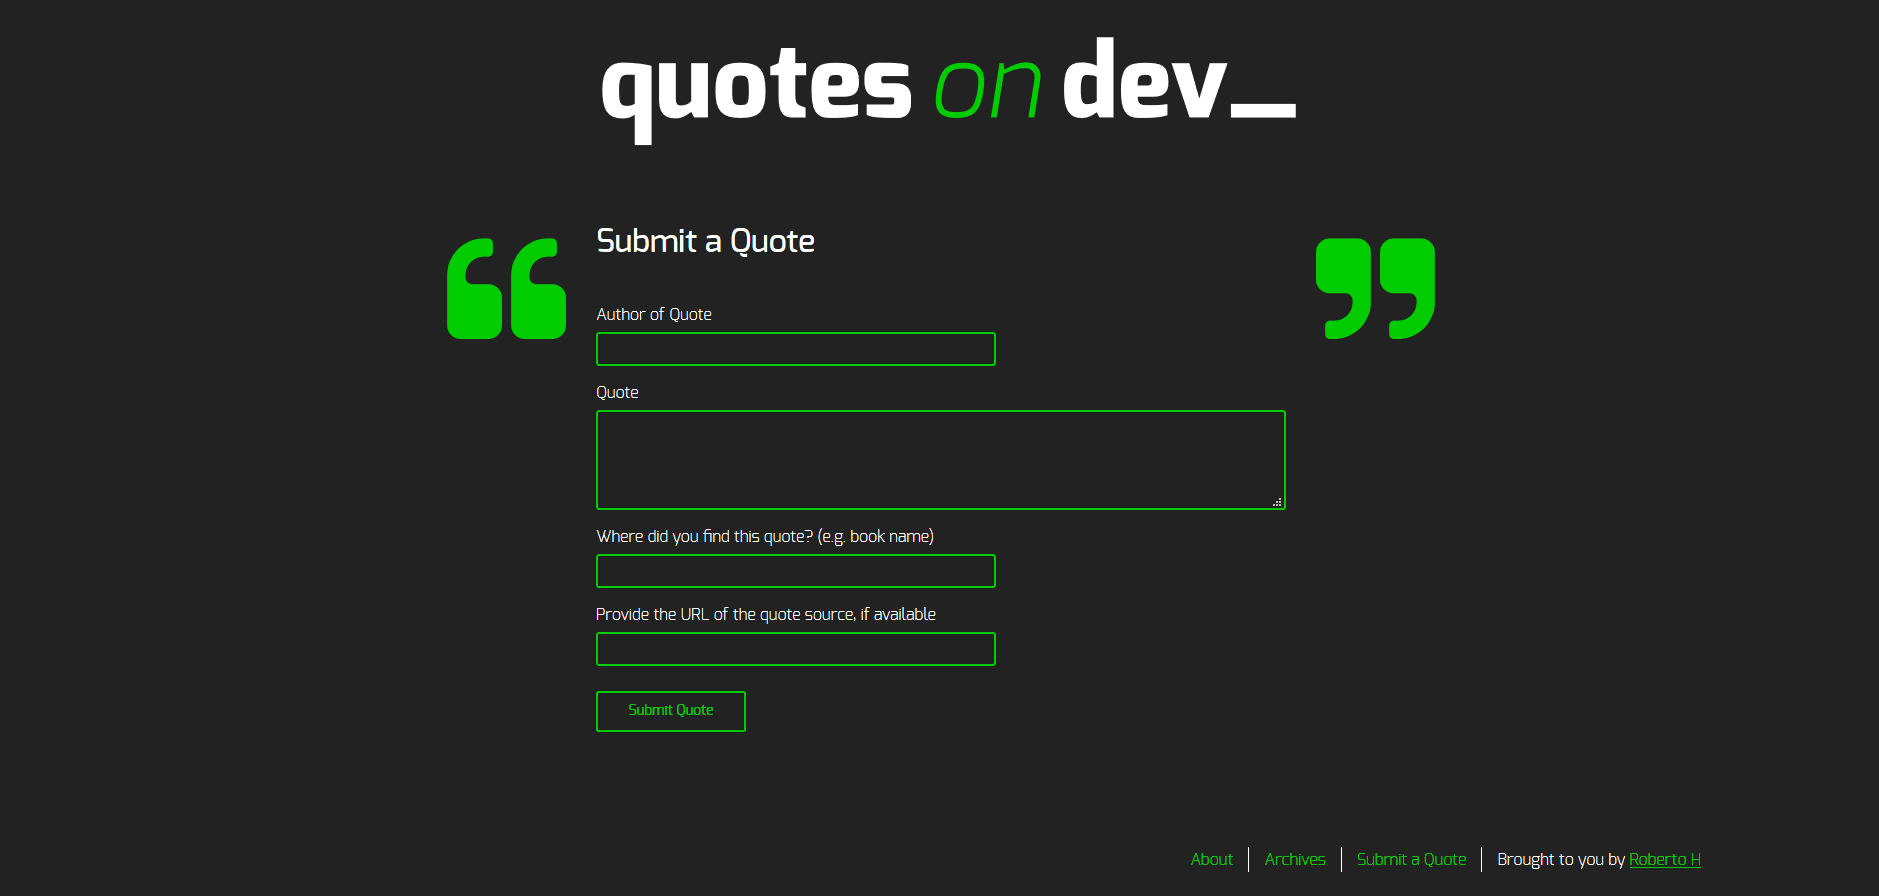 quotes on dev_
Submit a Quote
Author of Quote
Quote
Where did you find this quote? (e.g. book name)
Provide the URL of the quote source, if available
Submit Quote
About
Archives
Submit a Quote
Brought to you by Roberto H